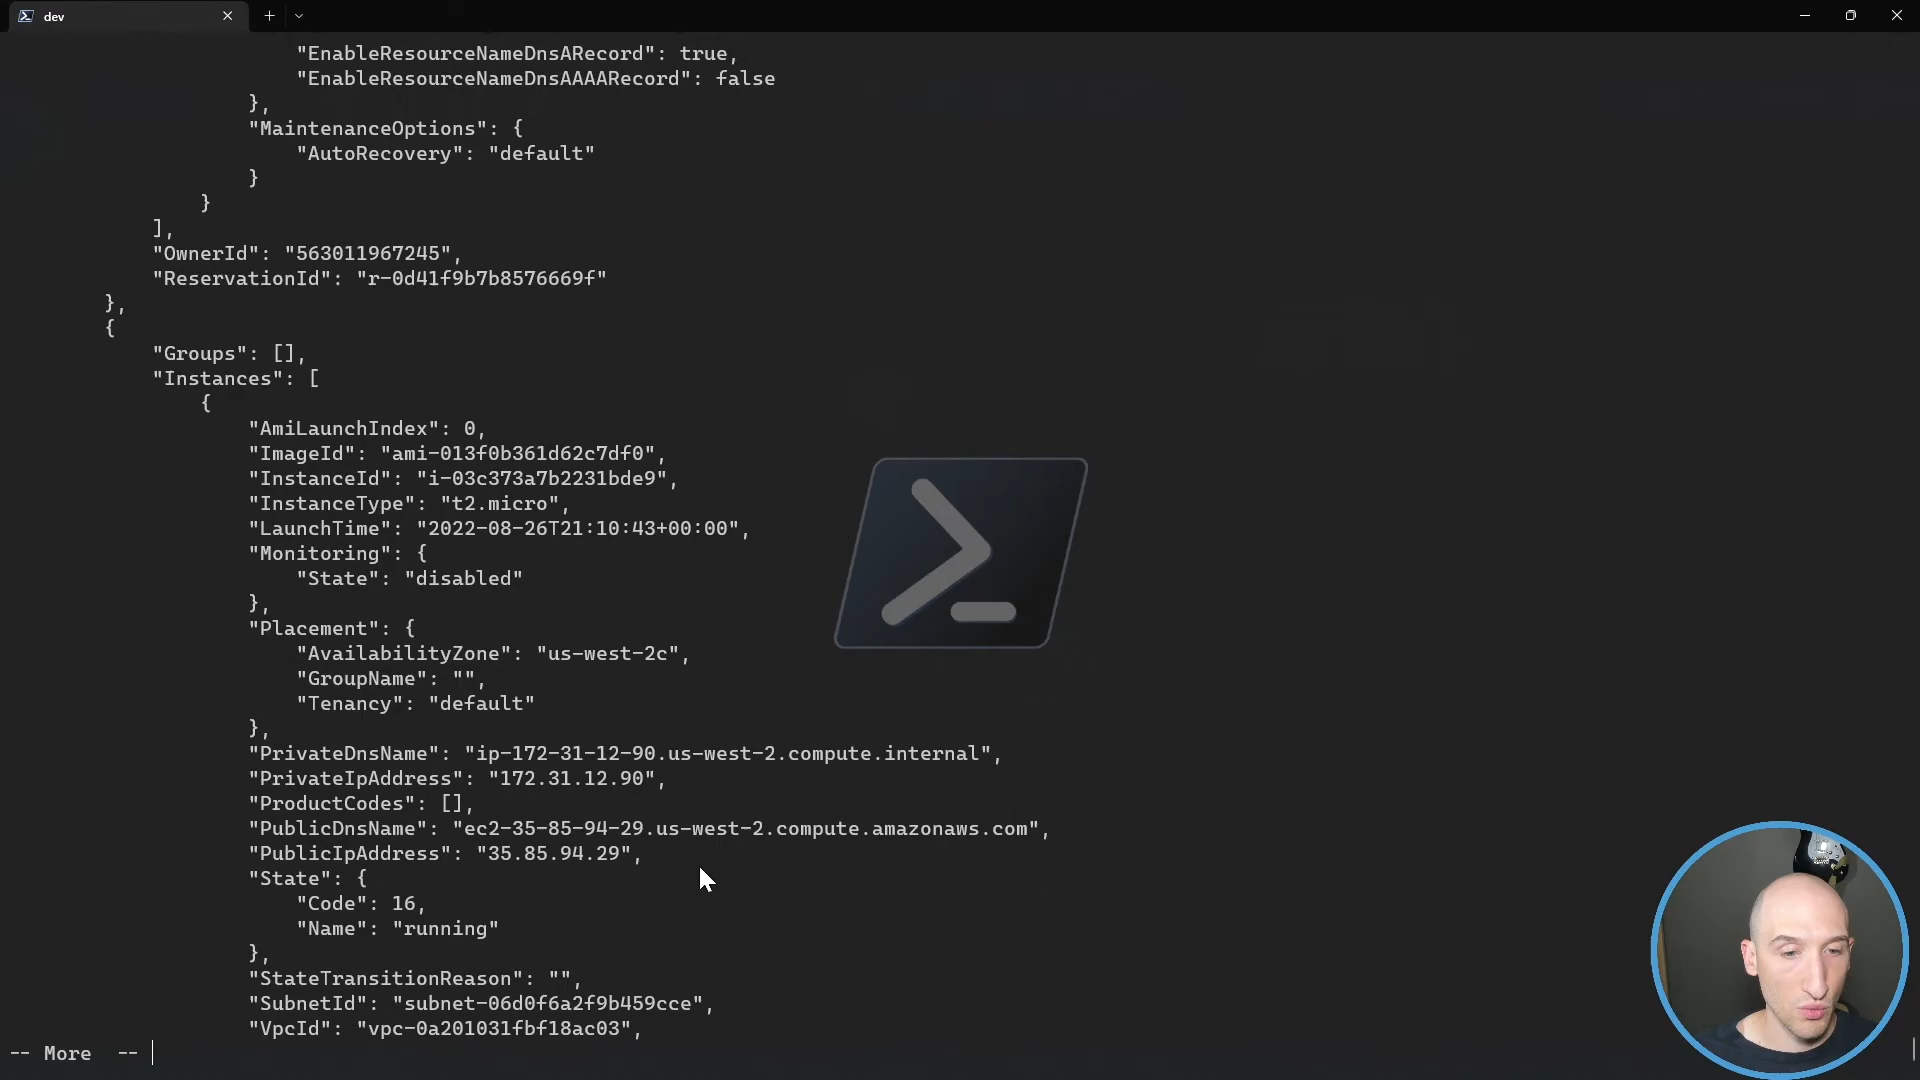 dev
"EnableResourceNameDnsARecord": true,
"EnableResourceNameDnsAAAARecord": false
},
"MaintenanceOptions": {
"AutoRecovery": "default"
}
}
],
"OwnerId": "563011967245",
"ReservationId": "r-0d41f9b7b8576669f"
},
{
"Groups": [],
"Instances": [
{
"AmiLaunchIndex": 0,
"ImageId": "ami-013f0b361d62c7df0",
"InstanceId": "i-03c373a7b2231bde9",
"InstanceType": "t2.micro",
"LaunchTime": "2022-08-26T21:10:43+00:00",
"Monitoring": {
"State": "disabled"
},
"Placement": {
"AvailabilityZone": "us-west-2c",
"GroupName": "",
"Tenancy": "default"
},
"PrivateDnsName": "ip-172-31-12-90.us-west-2.compute.internal",
"PrivateIpAddress": "172.31.12.90",
"ProductCodes": [],
"PublicDnsName": "ec2-35-85-94-29.us-west-2.compute.amazonaws.com",
"PublicIpAddress": "35.85.94.29",
"State": {
"Code": 16,
"Name": "running"
},
"StateTransitionReason": "",
"SubnetId": "subnet-06d0f6a2f9b459cce",
"VpcId": "vpc-0a201031fbf18ac03",
-- More --